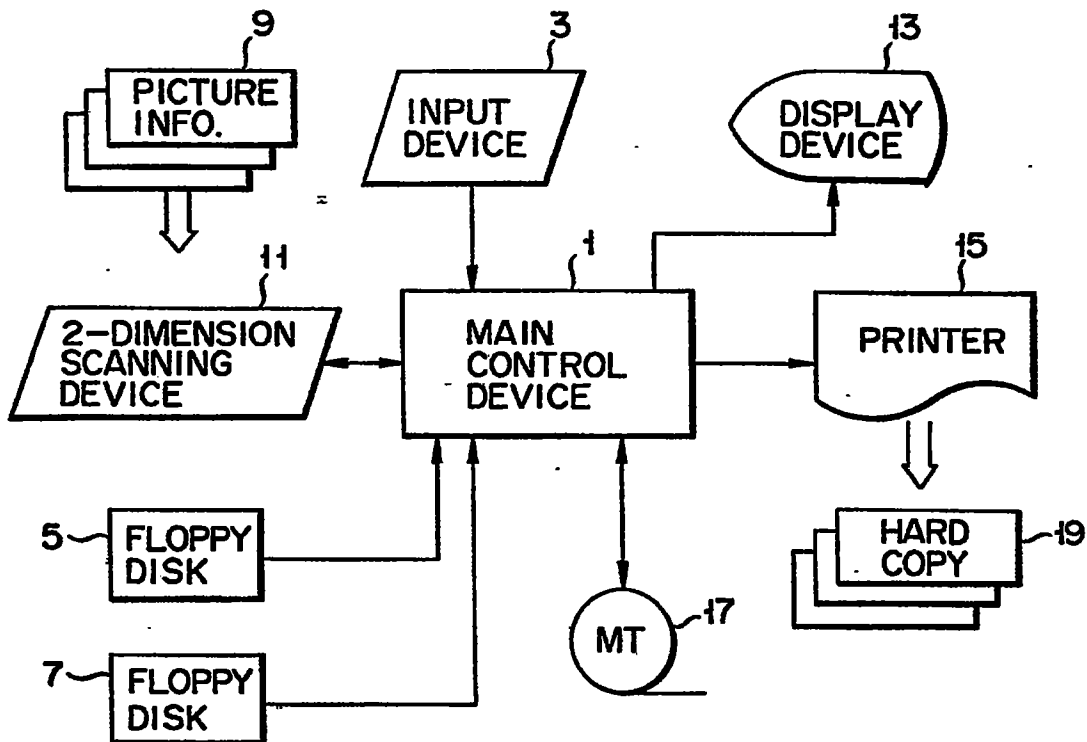 9
3
13
PICTURE
INFO.
INPUT
DEVICE
DISPLAY
DEVICE
11
1
15
2-DIMENSION
SCANNING
DEVICE
MAIN
CONTROL
DEVICE
PRINTER
5
FLOPPY
DISK
17
MT
HARD
COPY
19
7
FLOPPY
DISK